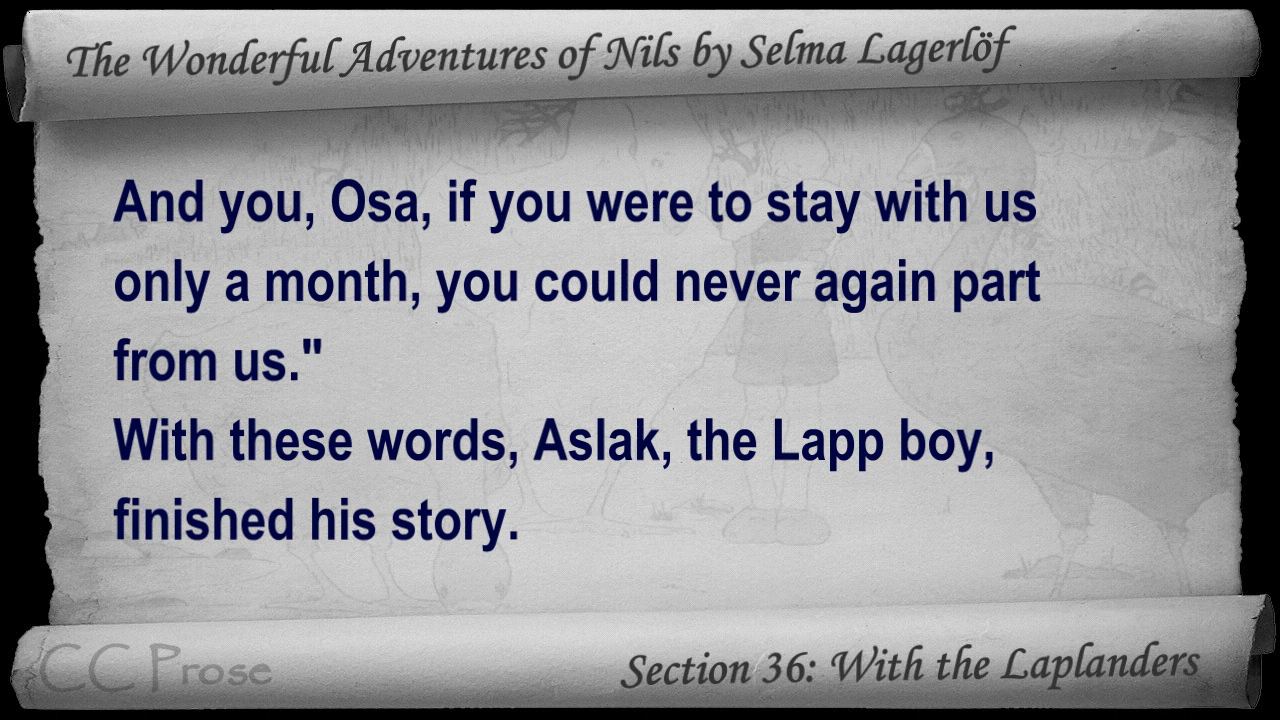 The Wonderful Adventures of Nils by Selma Lagerlöf
And you, Osa, if you were to stay with us
only a month, you could never again part
from us."
With these words, Aslak, the Lapp boy,
finished his story.
CC Prose
Section 36: With the Laplanders